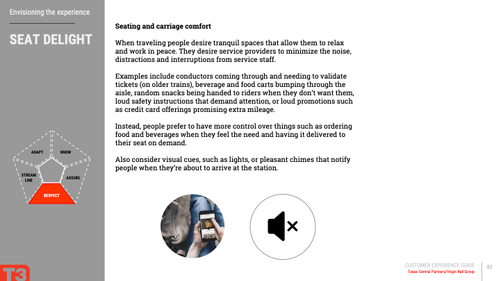 Envisioning the experience
SEAT DELIGHT
Seating and carriage comfort
When traveling people desire tranquil spaces that allow them to relax
and work in peace. They desire service providers to minimize the noise,
distractions and interruptions from service staff.
Examples include conductors coming through and needing to validate
tickets (on older trains), beverage and food carts bumping through the
aisle, random snacks being handed to riders when they don't want them,
loud safety instructions that demand attention, or loud promotions such
as credit card offerings promising extra mileage.
Instead, people prefer to have more control over things such as ordering
food and beverages when they feel the need and having it delivered to
their seat on demand.
Also consider visual cues, such as lights, or pleasant chimes that notify
people when they're about to arrive at the station.
ADAPT
KNOW
STREAM
LINE
ASSURE
RESPECT
T3
CUSTOMER EXPERIENCE GUIDE
Texas Central Partners/Virgin Rail Group